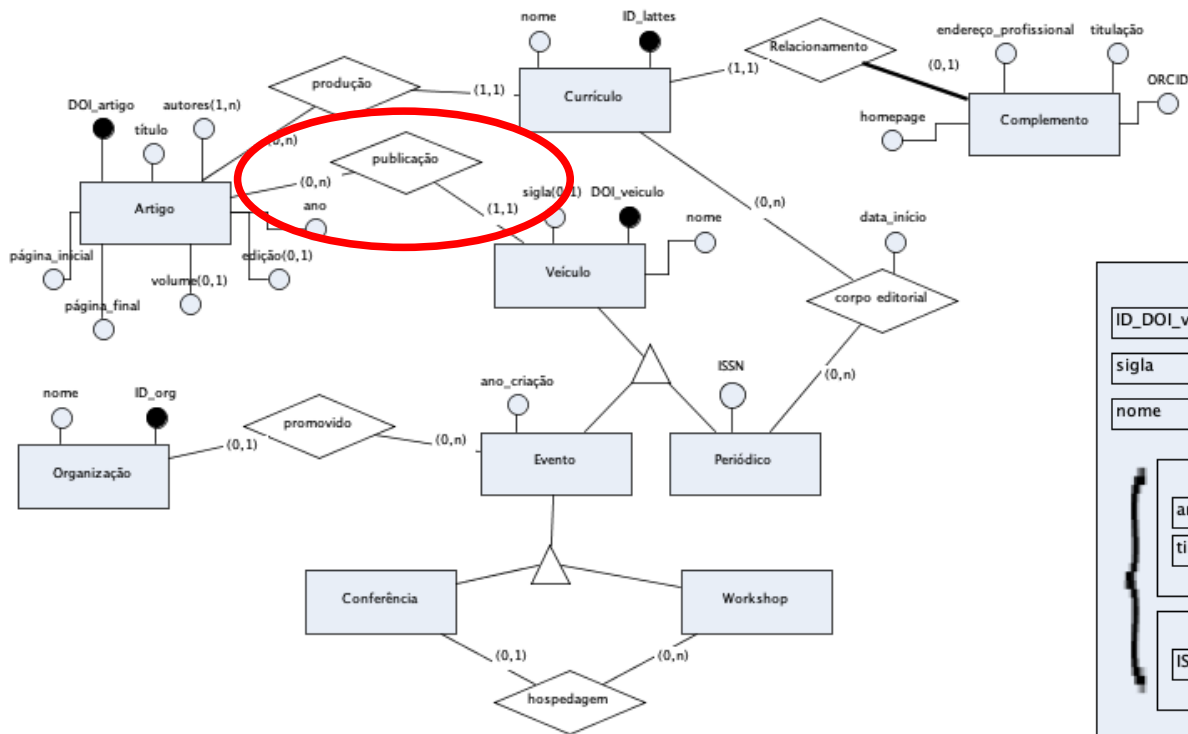 nome
ID_lattes
Relacionamento
endereço_profissional
titulação
(0,1)
(1,1)
ORCID
produção
(1,1)
Currículo
DOI_artigo
autores(1,n)
homepage
Complemento
título
(0,n)
publicação
(0,n)
Artigo
ano
sigla(0,1)
DOI_veiculo
(1,1)
nome
(0,n)
data_início
página_inicial
edição(0,1)
volume(0,1)
página_final
Veículo
corpo editorial
ID_DOI_v
sigla
nome
ano_criação
ISSN
(0,n)
nome
ID_org
promovido
(0,1)
(0,n)
Organização
Evento
Periódico
Conferência
Workshop
(0,1)
(0,n)
hospedagem